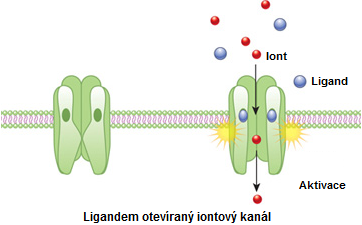 Iont
Ligand
Aktivace
Ligandem otevíraný iontový kanál